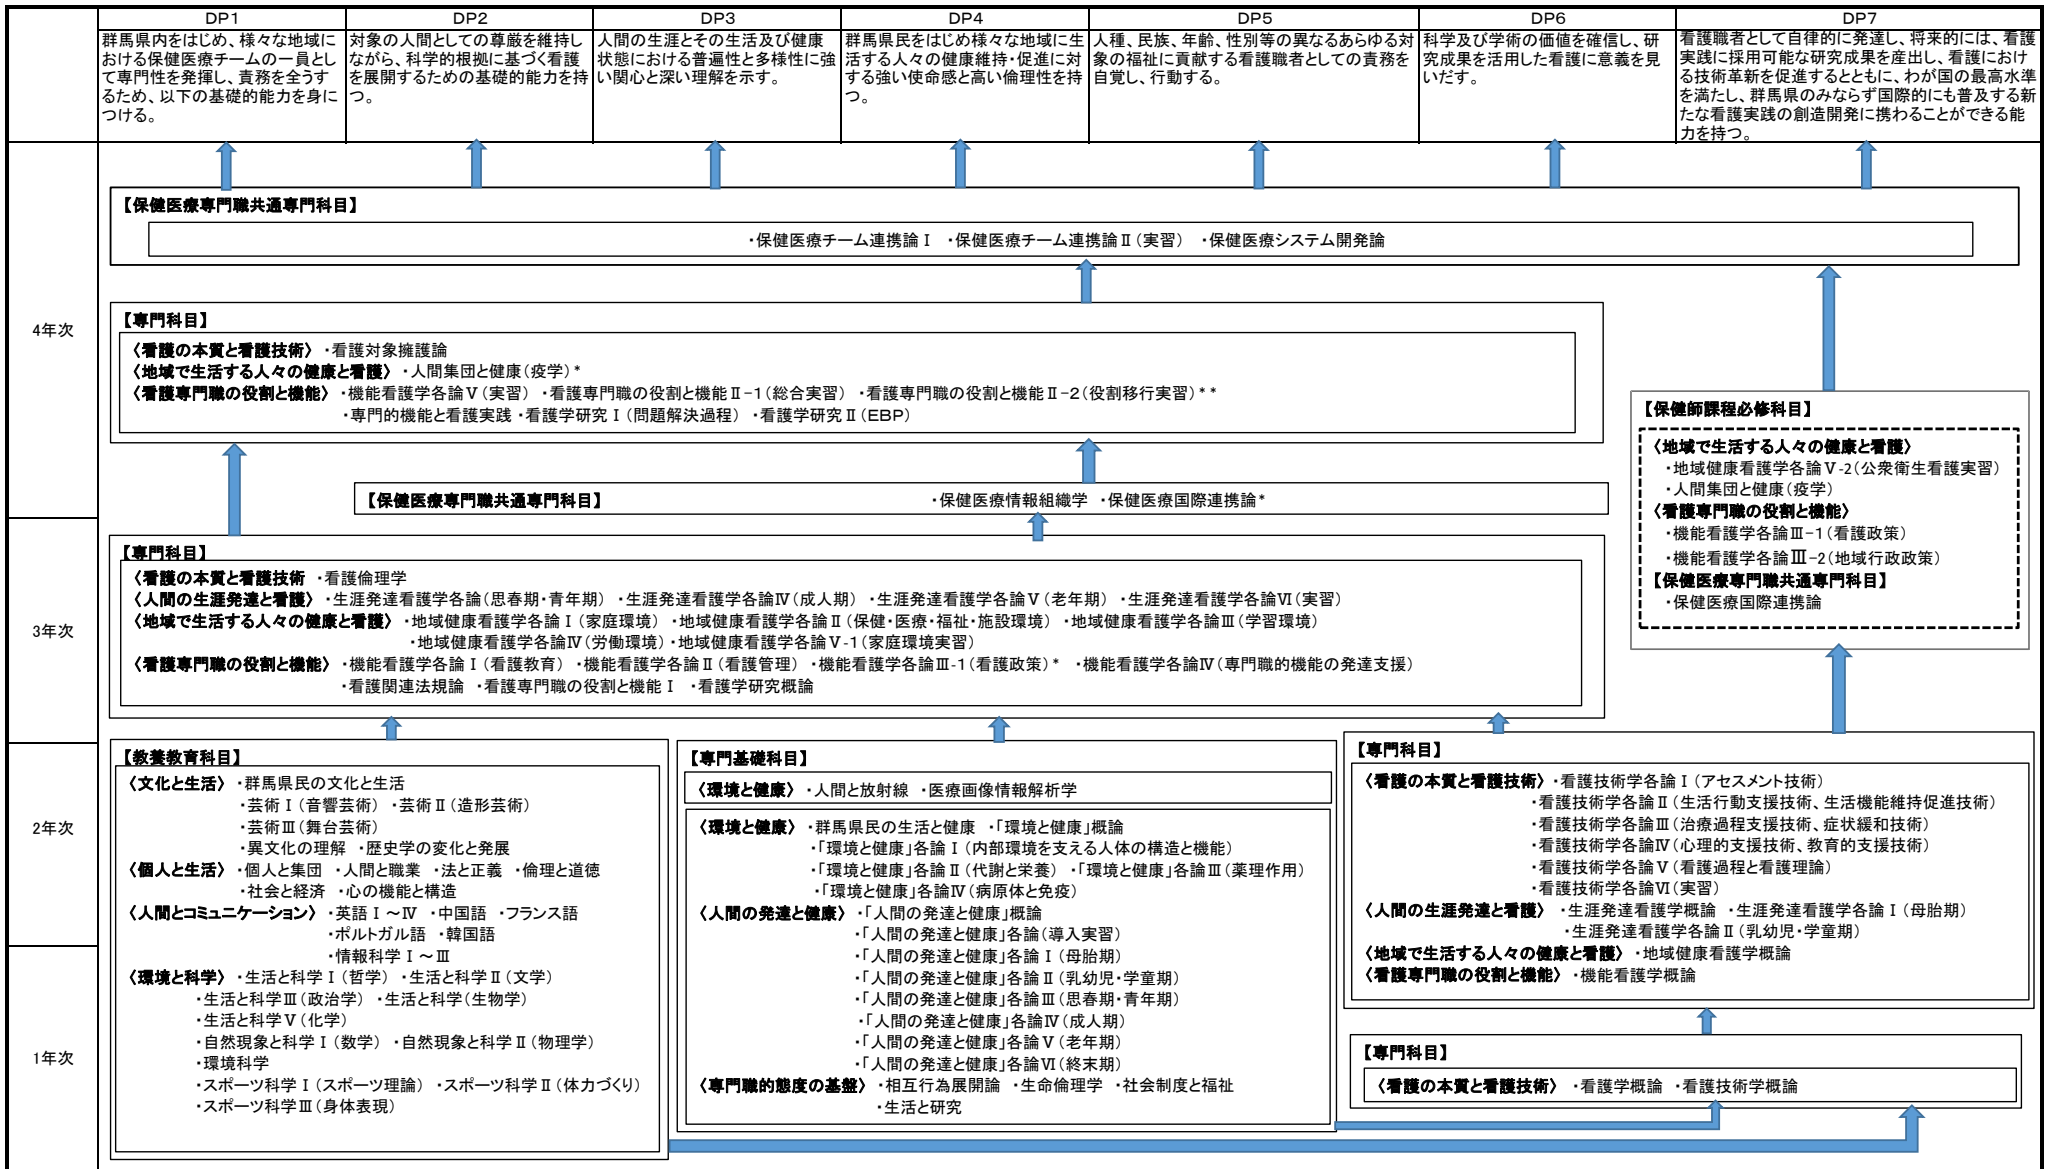 DP1
DP2
DP3
DP4
DP5
DP6
DP7
群馬県内をはじめ、様々な地域に
おける保健医療チームの一員とし
て専門性を発揮し、責務を全うす
るため、以下の基礎的能力を身に
つける。
対象の人間としての尊厳を維持し
ながら、科学的根拠に基づく看護
を展開するための基礎的能力を持
つ。
人間の生涯とその生活及び健康
状態における普遍性と多様性に強
い関心と深い理解を示す。
群馬県民をはじめ様々な地域に生
活する人々の健康維持・促進に対
する強い使命感と高い倫理性を持
つ。
人種、民族、年齢、性別等の異なるあらゆる対
象の福祉に貢献する看護職者としての責務を
自覚し、行動する。
科学及び学術の価値を確信し、研
究成果を活用した看護に意義を見
いだす。
看護職者として自律的に発達し、将来的には、看護
実践に採用可能な研究成果を産出し、看護におけ
る技術革新を促進するとともに、わが国の最高水準
を満たし、群馬県のみならず国際的にも普及する新
たな看護実践の創造開発に携わることができる能
力を持つ。
4年次
【保健医療専門職共通専門科目】
・保健医療チーム連携論Ⅰ ・保健医療チーム連携論Ⅱ(実習) ・保健医療システム開発論
【専門科目】
〈看護の本質と看護技術〉 ・看護対象擁護論
〈地域で生活する人々の健康と看護〉 ・人間集団と健康(疫学)*
〈看護専門職の役割と機能〉 ・機能看護学各論Ⅴ(実習) ・看護専門職の役割と機能Ⅱ-1(総合実習) ・看護専門職の役割と機能Ⅱ-2(役割移行実習)**
・専門的機能と看護実践 ・看護学研究Ⅰ(問題解決過程) ・看護学研究Ⅱ(EBP)
【保健医療専門職共通専門科目】 ・保健医療情報組織学 ・保健医療国際連携論*
【保健師課程必修科目】
〈地域で生活する人々の健康と看護〉
・地域健康看護学各論Ⅴ-2(公衆衛生看護実習)
・人間集団と健康(疫学)
〈看護専門職の役割と機能〉
・機能看護学各論Ⅲ-1(看護政策)
・機能看護学各論Ⅲ-2(地域行政政策)
【保健医療専門職共通専門科目】
・保健医療国際連携論
3年次
【専門科目】
〈看護の本質と看護技術 ・看護倫理学
〈人間の生涯発達と看護〉 ・生涯発達看護学各論(思春期・青年期) ・生涯発達看護学各論Ⅳ(成人期) ・生涯発達看護学各論Ⅴ(老年期) ・生涯発達看護学各論Ⅵ(実習)
〈地域で生活する人々の健康と看護〉 ・地域健康看護学各論Ⅰ(家庭環境) ・地域健康看護学各論Ⅱ(保健・医療・福祉・施設環境) ・地域健康看護学各論Ⅲ(学習環境)
・地域健康看護学各論Ⅳ(労働環境)・地域健康看護学各論Ⅴ-1(家庭環境実習)
〈看護専門職の役割と機能〉 ・機能看護学各論Ⅰ(看護教育) ・機能看護学各論Ⅱ(看護管理) ・機能看護学各論Ⅲ-1(看護政策)* ・機能看護学各論Ⅳ(専門職的機能の発達支援)
・看護関連法規論 ・看護専門職の役割と機能Ⅰ ・看護学研究概論
2年次
1年次
【教養教育科目】
〈文化と生活〉 ・群馬県民の文化と生活
・芸術Ⅰ(音響芸術) ・芸術Ⅱ(造形芸術)
・芸術Ⅲ(舞台芸術)
・異文化の理解 ・歴史学の変化と発展
〈個人と生活〉 ・個人と集団 ・人間と職業 ・法と正義 ・倫理と道徳
・社会と経済 ・心の機能と構造
〈人間とコミュニケーション〉 ・英語Ⅰ～Ⅳ ・中国語 ・フランス語
・ポルトガル語 ・韓国語
・情報科学Ⅰ～Ⅲ
〈環境と科学〉 ・生活と科学Ⅰ(哲学) ・生活と科学Ⅱ(文学)
・生活と科学Ⅲ(政治学) ・生活と科学(生物学)
・生活と科学Ⅴ(化学)
・自然現象と科学Ⅰ(数学) ・自然現象と科学Ⅱ(物理学)
・環境科学
・スポーツ科学Ⅰ(スポーツ理論) ・スポーツ科学Ⅱ(体力づくり)
・スポーツ科学Ⅲ(身体表現)
【専門基礎科目】
〈環境と健康〉 ・人間と放射線 ・医療画像情報解析学
〈環境と健康〉 ・群馬県民の生活と健康 ・「環境と健康」概論
・「環境と健康」各論Ⅰ(内部環境を支える人体の構造と機能)
・「環境と健康」各論Ⅱ(代謝と栄養) ・「環境と健康」各論Ⅲ(薬理作用)
・「環境と健康」各論Ⅳ(病原体と免疫)
〈人間の発達と健康〉 ・「人間の発達と健康」概論
・「人間の発達と健康」各論(導入実習)
・「人間の発達と健康」各論Ⅰ(母胎期)
・「人間の発達と健康」各論Ⅱ(乳幼児・学童期)
・「人間の発達と健康」各論Ⅲ(思春期・青年期)
・「人間の発達と健康」各論Ⅳ(成人期)
・「人間の発達と健康」各論Ⅴ(老年期)
・「人間の発達と健康」各論Ⅵ(終末期)
〈専門職的態度の基盤〉 ・相互行為展開論 ・生命倫理学 ・社会制度と福祉
・生活と研究
【専門科目】
〈看護の本質と看護技術〉 ・看護技術学各論Ⅰ(アセスメント技術)
・看護技術学各論Ⅱ(生活行動支援技術、生活機能維持促進技術)
・看護技術学各論Ⅲ(治療過程支援技術、症状緩和技術)
・看護技術学各論Ⅳ(心理的支援技術、教育的支援技術)
・看護技術学各論Ⅴ(看護過程と看護理論)
・看護技術学各論Ⅵ(実習)
〈人間の生涯発達と看護〉 ・生涯発達看護学概論 ・生涯発達看護学各論Ⅰ(母胎期)
・生涯発達看護学各論Ⅱ(乳幼児・学童期)
〈地域で生活する人々の健康と看護〉 ・地域健康看護学概論
〈看護専門職の役割と機能〉 ・機能看護学概論
【専門科目】
〈看護の本質と看護技術〉 ・看護学概論 ・看護技術学概論